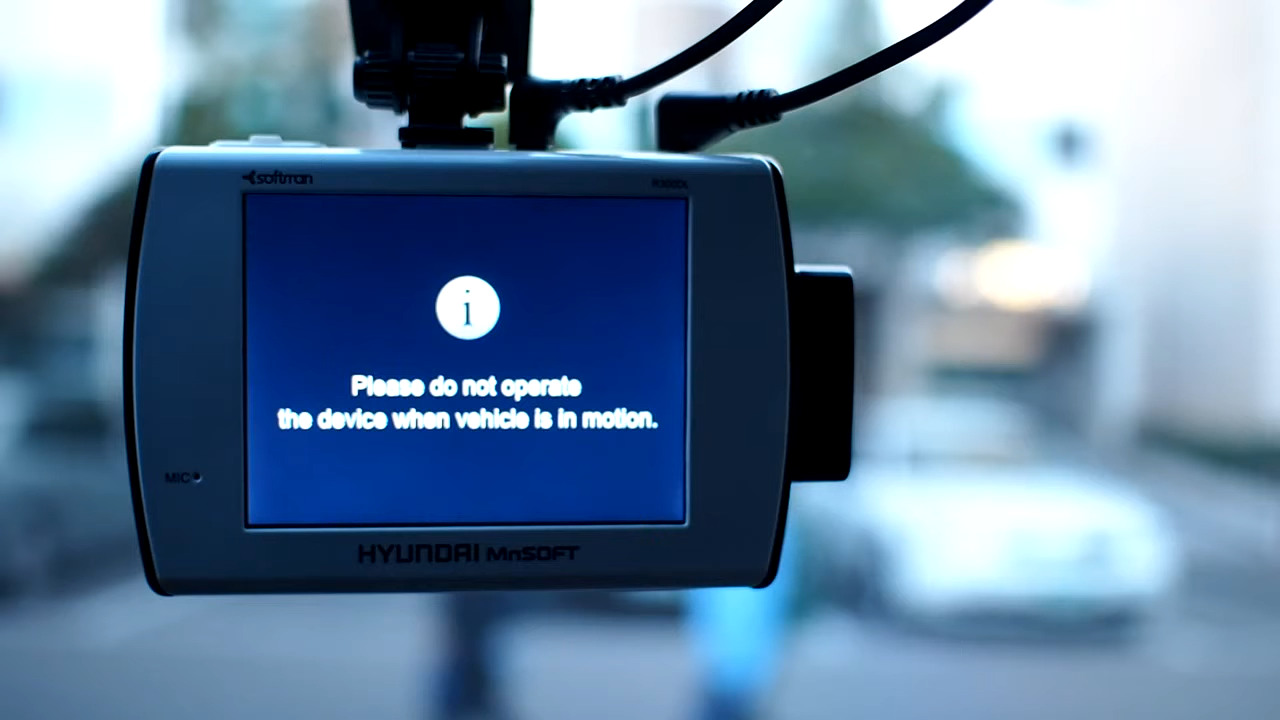 softman
Please do not operate
the device when vehicle is in motion.
MIC
HYUNDAI MnSOFT